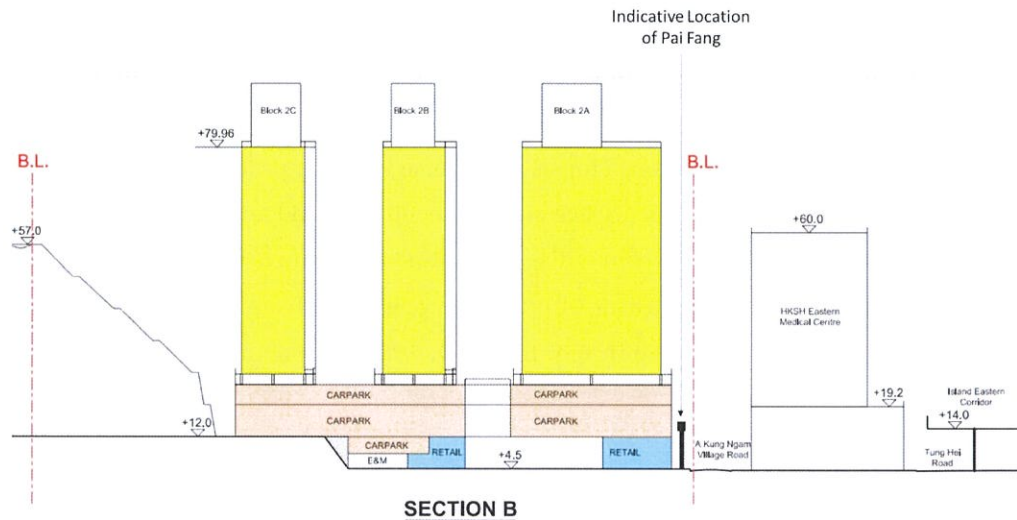 Indicative Location
of Pai Fang
Block 2C
Block 2B
Block 2A
+79.96
B.L.
B.L.
+57.0
+60.0
HKSH Eastern
Medical Centre
CARPARK
CARPARK
+19.2
Island Eastern
Corridor
+12.0
CARPARK
CARPARK
+14.0
CARPARK
RETAIL
RETAIL
A Kung Ngam
Village Road
E&M
+4.5
Tung Hei
Road
SECTION B